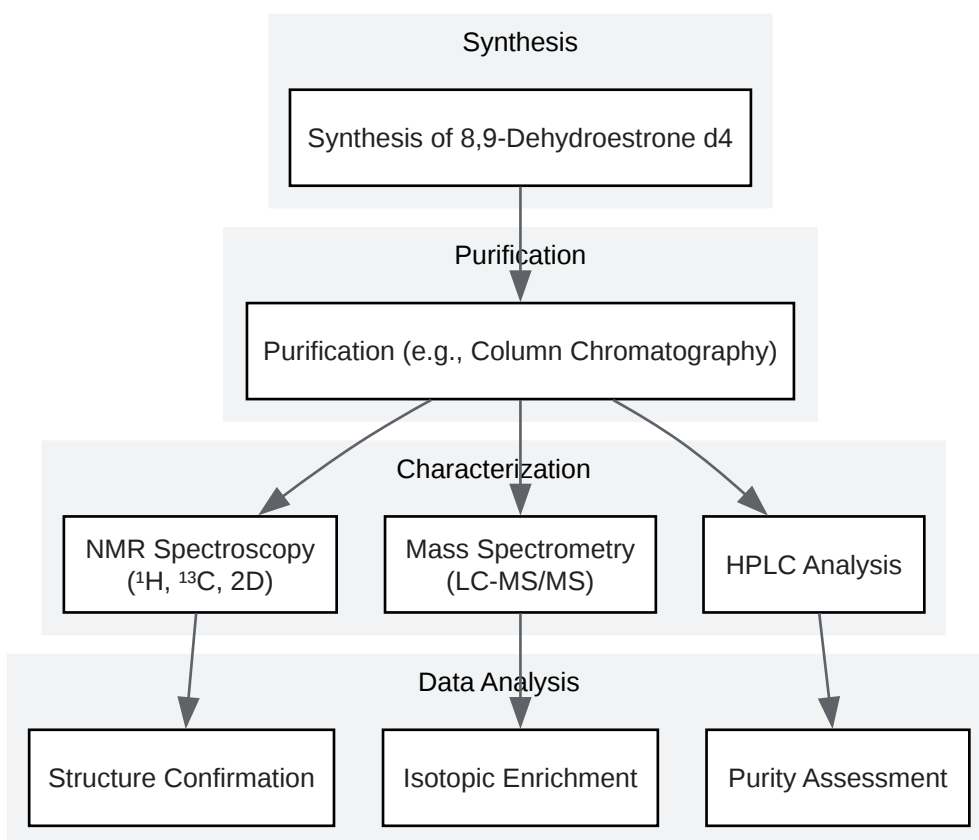 Synthesis
Synthesis of 8,9-Dehydroestrone d4
Purification
Purification (e.g., Column Chromatography)
Characterization
NMR Spectroscopy
(¹H, ¹³C, 2D)
Mass Spectrometry
(LC-MS/MS)
HPLC Analysis
Data Analysis
Structure Confirmation
Isotopic Enrichment
Purity Assessment